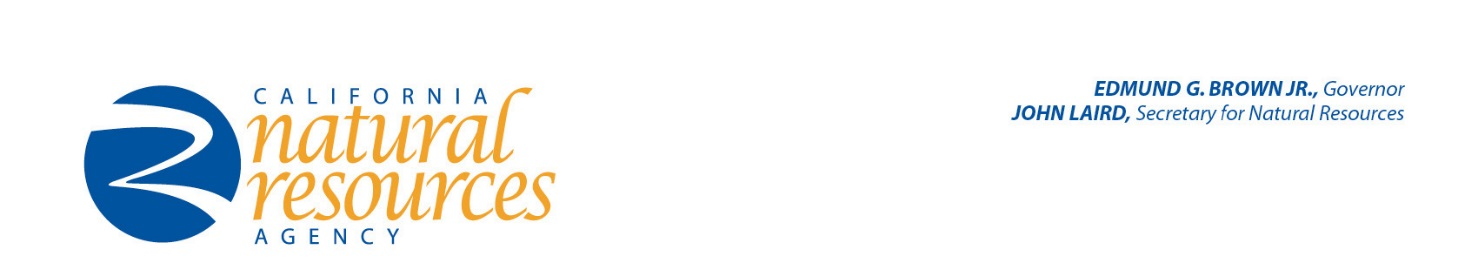 CALIFORNIA
natural
resources
AGENCY
EDMUND G. BROWN JR., Governor
JOHN LAIRD, Secretary for Natural Resources